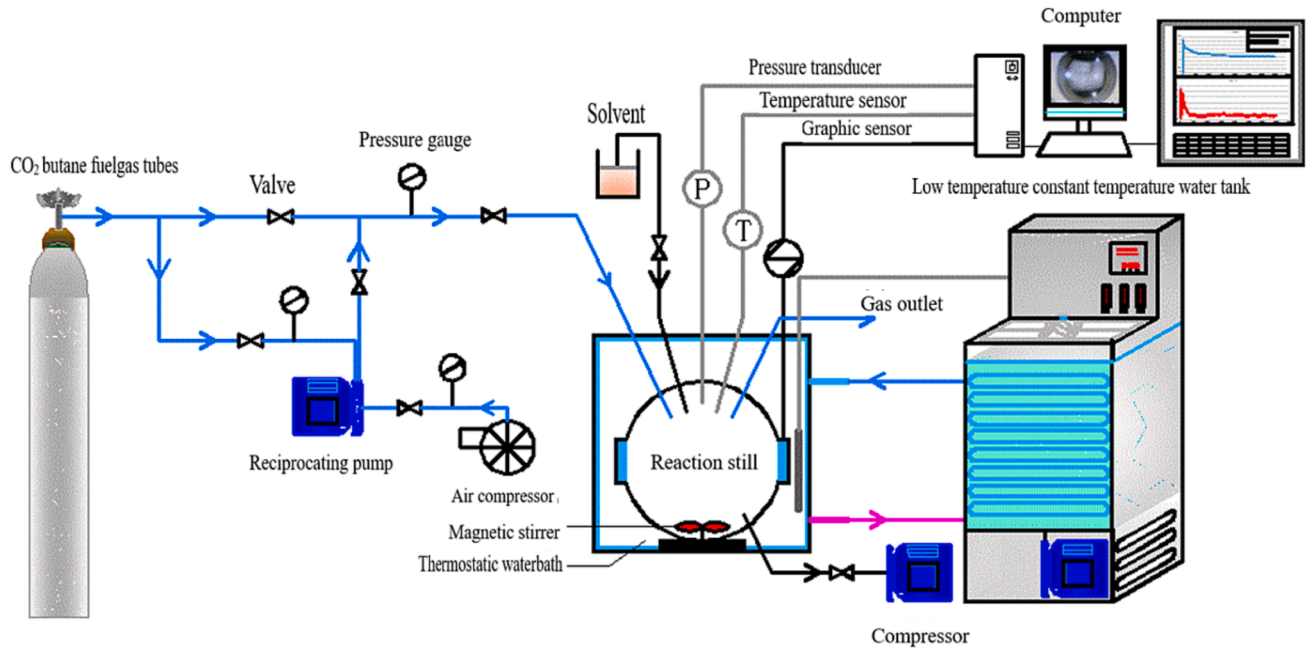 Computer
Pressure transducer
Temperature sensor
Graphic sensor
Solvent
Pressure gauge
CO₂ butane fuelgas tubes
Valve
P
T
Low temperature constant temperature water tank
Gas outlet
Reaction still
Reciprocating pump
Air compressor
Magnetic stirrer
Thermostatic waterbath
Compressor